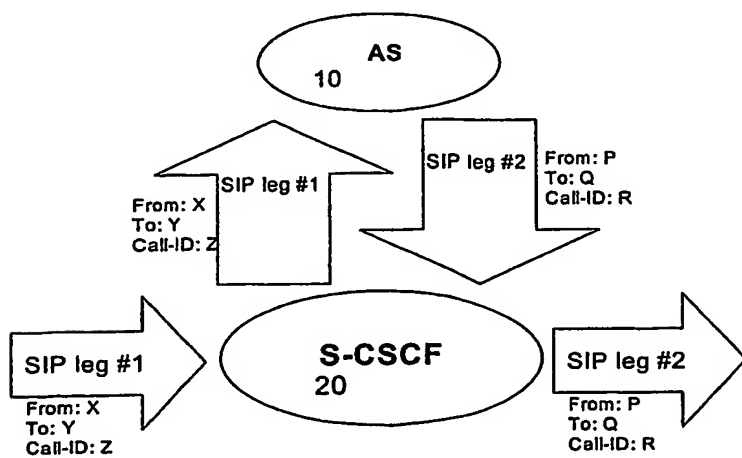 AS
10
SIP leg #1
From: X
To: Y
Call-ID: Z
SIP leg #2
From: P
To: Q
Call-ID: R
S-CSCF
20
SIP leg #1
From: X
To: Y
Call-ID: Z
SIP leg #2
From: P
To: Q
Call-ID: R